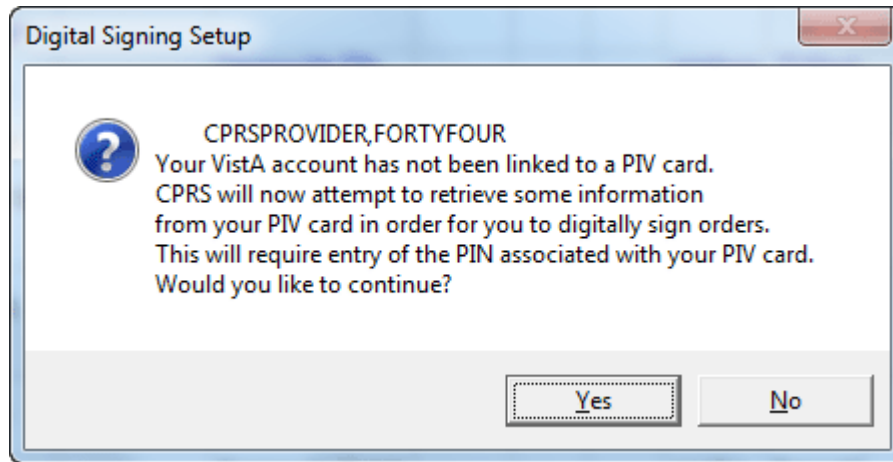 Digital Signing Setup
CPRSPROVIDER,FORTYFOUR
Your VistA account has not been linked to a PIV card.
CPRS will now attempt to retrieve some information
from your PIV card in order for you to digitally sign orders.
This will require entry of the PIN associated with your PIV card.
Would you like to continue?
Yes No